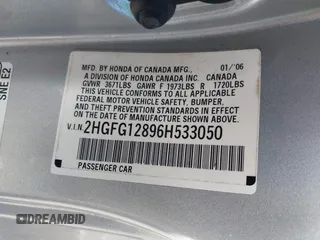 SNE E2
MFD. BY HONDA OF CANADA MFG. 01/'06
A DIVISION OF HONDA CANADA INC. CANADA
GVWR 3671LBS GAWR F 1973LBS R 1720LBS
THIS VEHICLE CONFORMS TO ALL APPLICABLE
FEDERAL MOTOR VEHICLE SAFETY, BUMPER, AND
THEFT PREVENTION STANDARDS IN EFFECT ON THE
DATE OF MANUFACTURE SHOWN ABOVE.
V.I.N: 2HGFG12896H533050
PASSENGER CAR
DREAMBID